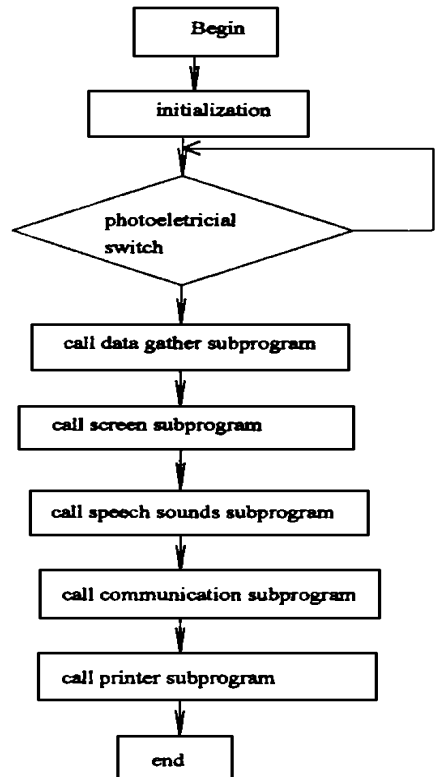 Begin
initialization
photoeletricial
switch
call data gather subprogram
call screen subprogram
call speech sounds subprogram
call communication subprogram
call printer subprogram
end